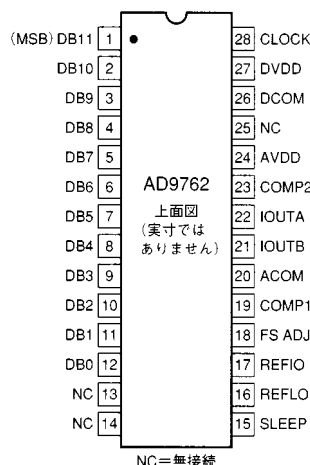 (MSB) DB11 1 28 CLOCK
DB10 2 27 DVDD
DB9 3 26 DCOM
DB8 4 25 NC
DB7 5 24 AVDD
DB6 6 AD9762 23 COMP2
DB5 7 上面図 22 IOUTA
DB4 8 (実寸では 21 IOUTB
DB3 9 ありません) 20 ACOM
DB2 10 19 COMP1
DB1 11 18 FS ADJ
DB0 12 17 REFIO
NC 13 16 REFLO
NC 14 15 SLEEP
NC=無接続